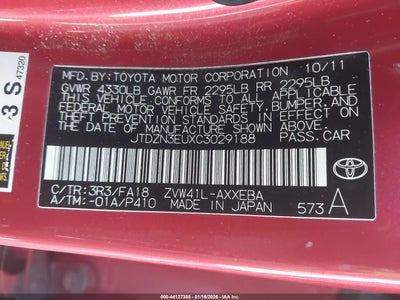 MFD.BY:TOYOTA MOTOR CORPORATION 10/11
GVWR 4330LB GAWR FR 2295LB RR 2295LB
THIS VEHICLE CONFORMS TO ALL APPLICABLE
FEDERAL MOTOR VEHICLE SAFETY, BUMPER, AND
THEFT PREVENTION STANDARDS IN EFFECT ON
THE DATE OF MANUFACTURE SHOWN ABOVE.
JTDZN3EUXC3029188 PASS.CAR
C/TR: 3R3/FA18 ZVW41L-AXXEBA
A/TM: -01A/P410 MADE IN JAPAN 573 A
TOYOTA
3 S 47320
000-44127385 - 01/16/2026 - IAAI